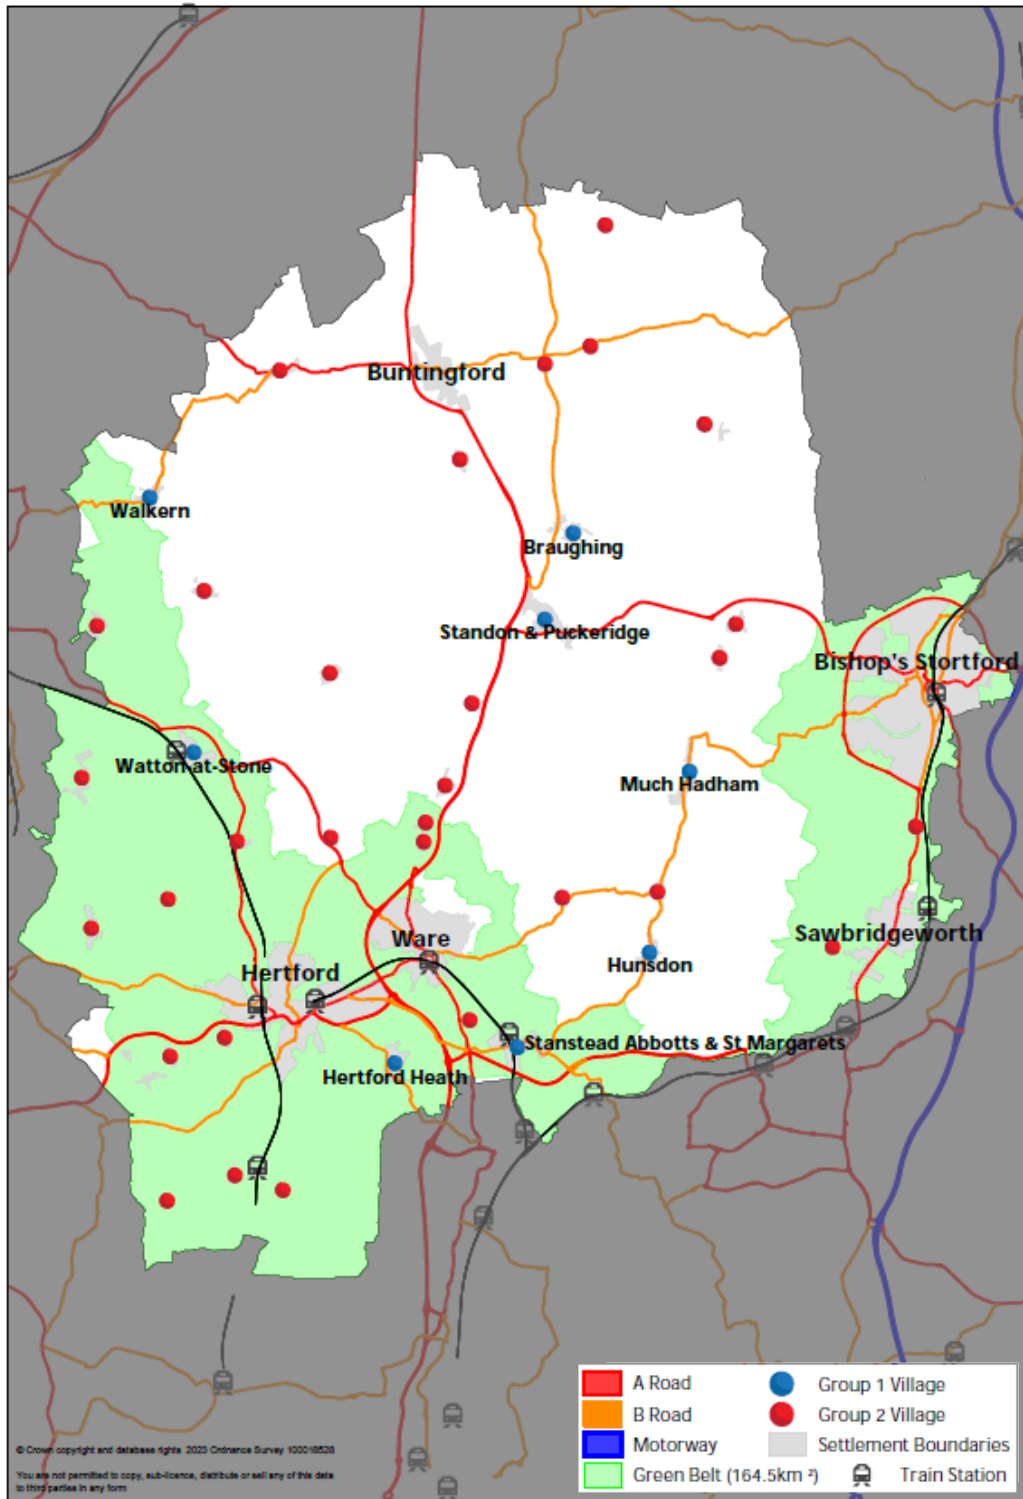 Buntingford
Walkern
Braughing
Standon & Puckeridge
Bishop's Stortford
Watton-at-Stone
Much Hadham
Ware
Sawbridgeworth
Hunsdon
Hertford
Stanstead Abbotts & St Margarets
Hertford Heath
A Road
Group 1 Village
B Road
Group 2 Village
Motorway
Settlement Boundaries
Green Belt (164.5km ²)
Train Station
© Crown copyright and database rights 2023 Ordnance Survey 100018528
You are not permitted to copy, sub-licence, distribute or sell any of this data
to third parties in any form